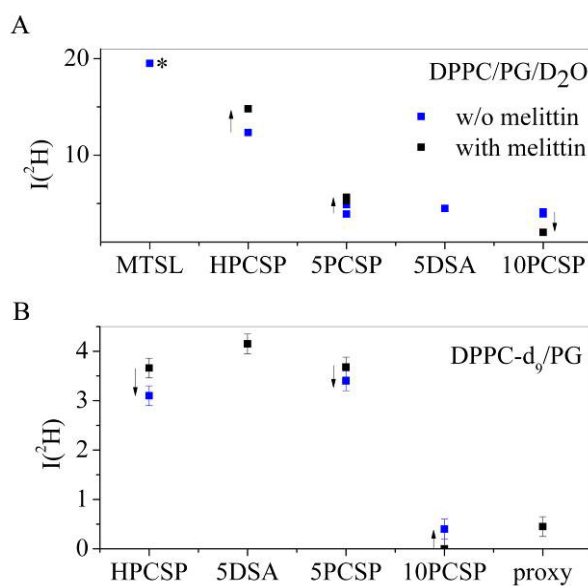 A
I(²H)
20
10
DPPC/PG/D₂O
w/o melittin
with melittin
*
MTSL HPCSP 5PCSP 5DSA 10PCSP
B
I(²H)
4
3
2
1
0
DPPC-d₉/PG
HPCSP 5DSA 5PCSP 10PCSP proxy